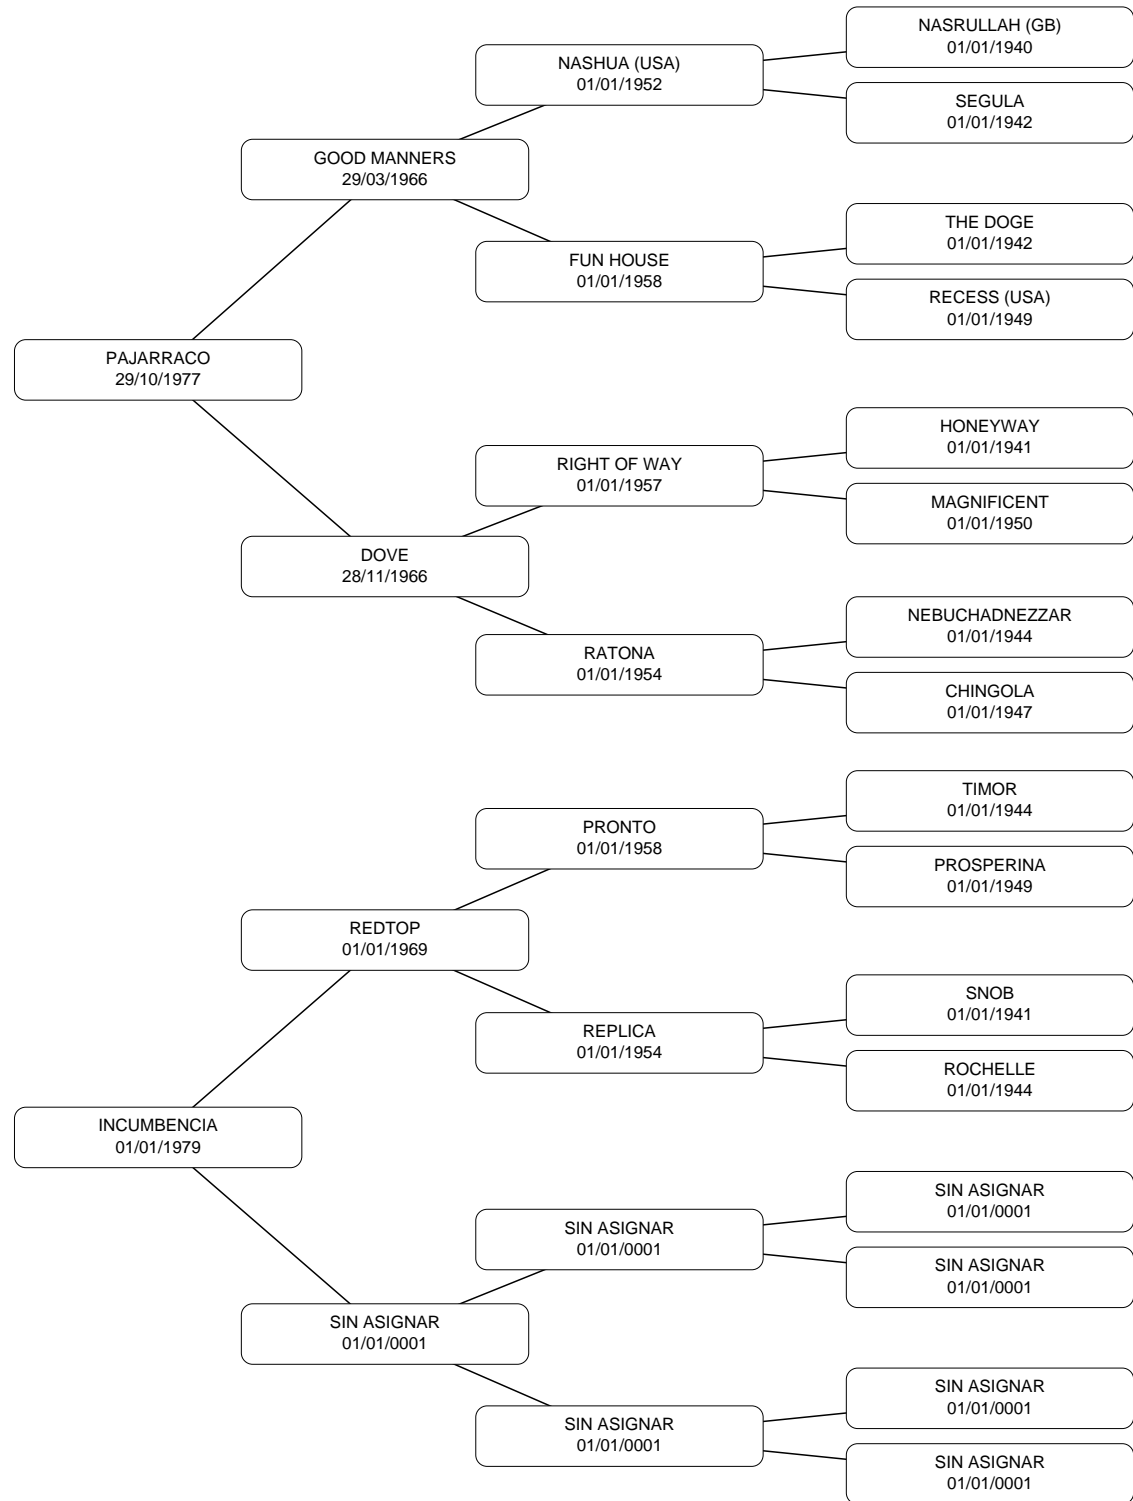 NASRULLAH (GB)
01/01/1940
NASHUA (USA)
01/01/1952
SEGULA
01/01/1942
GOOD MANNERS
29/03/1966
THE DOGE
01/01/1942
FUN HOUSE
01/01/1958
RECESS (USA)
01/01/1949
PAJARRACO
29/10/1977
HONEYWAY
01/01/1941
RIGHT OF WAY
01/01/1957
MAGNIFICENT
01/01/1950
DOVE
28/11/1966
NEBUCHADNEZZAR
01/01/1944
RATONA
01/01/1954
CHINGOLA
01/01/1947
TIMOR
01/01/1944
PRONTO
01/01/1958
PROSPERINA
01/01/1949
REDTOP
01/01/1969
SNOB
01/01/1941
REPLICA
01/01/1954
ROCHELLE
01/01/1944
INCUMBENCIA
01/01/1979
SIN ASIGNAR
01/01/0001
SIN ASIGNAR
01/01/0001
SIN ASIGNAR
01/01/0001
SIN ASIGNAR
01/01/0001
SIN ASIGNAR
01/01/0001
SIN ASIGNAR
01/01/0001
SIN ASIGNAR
01/01/0001